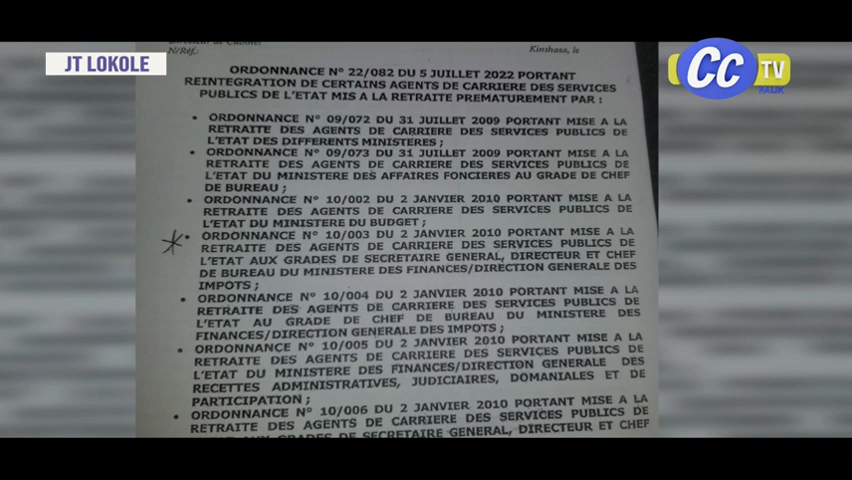 JT LOKOLE
CC TV
Directeur de Cabinet
N/Réf.:
Kinshasa, le
ORDONNANCE N° 22/082 DU 5 JUILLET 2022 PORTANT
REINTEGRATION DE CERTAINS AGENTS DE CARRIERE DES SERVICES
PUBLICS DE L'ETAT MIS A LA RETRAITE PREMATUREMENT PAR :
• ORDONNANCE N° 09/072 DU 31 JUILLET 2009 PORTANT MISE A LA
RETRAITE DES AGENTS DE CARRIERE DES SERVICES PUBLICS DE
L'ETAT DES DIFFERENTS MINISTERES ;
• ORDONNANCE N° 09/073 DU 31 JUILLET 2009 PORTANT MISE A LA
RETRAITE DES AGENTS DE CARRIERE DES SERVICES PUBLICS DE
L'ETAT DU MINISTERE DES AFFAIRES FONCIERES AU GRADE DE CHEF
DE BUREAU ;
• ORDONNANCE N° 10/002 DU 2 JANVIER 2010 PORTANT MISE A LA
RETRAITE DES AGENTS DE CARRIERE DES SERVICES PUBLICS DE
L'ETAT DU MINISTERE DU BUDGET ;
• ORDONNANCE N° 10/003 DU 2 JANVIER 2010 PORTANT MISE A LA
RETRAITE DES AGENTS DE CARRIERE DES SERVICES PUBLICS DE
L'ETAT AUX GRADES DE SECRETAIRE GENERAL, DIRECTEUR ET CHEF
DE BUREAU DU MINISTERE DES FINANCES/DIRECTION GENERALE DES
IMPOTS ;
• ORDONNANCE N° 10/004 DU 2 JANVIER 2010 PORTANT MISE A LA
RETRAITE DES AGENTS DE CARRIERE DES SERVICES PUBLICS DE
L'ETAT AU GRADE DE CHEF DE BUREAU DU MINISTERE DES
FINANCES/DIRECTION GENERALE DES IMPOTS ;
• ORDONNANCE N° 10/005 DU 2 JANVIER 2010 PORTANT MISE A LA
RETRAITE DES AGENTS DE CARRIERE DES SERVICES PUBLICS DE
L'ETAT DU MINISTERE DES FINANCES/DIRECTION GENERALE DES
RECETTES ADMINISTRATIVES, JUDICIAIRES, DOMANIALES ET DE
PARTICIPATION ;
• ORDONNANCE N° 10/006 DU 2 JANVIER 2010 PORTANT MISE A LA
RETRAITE DES AGENTS DE CARRIERE DES SERVICES PUBLICS DE
L'ETAT AUX GRADES DE SECRETAIRE GENERAL, DIRECTEUR ET CHEF